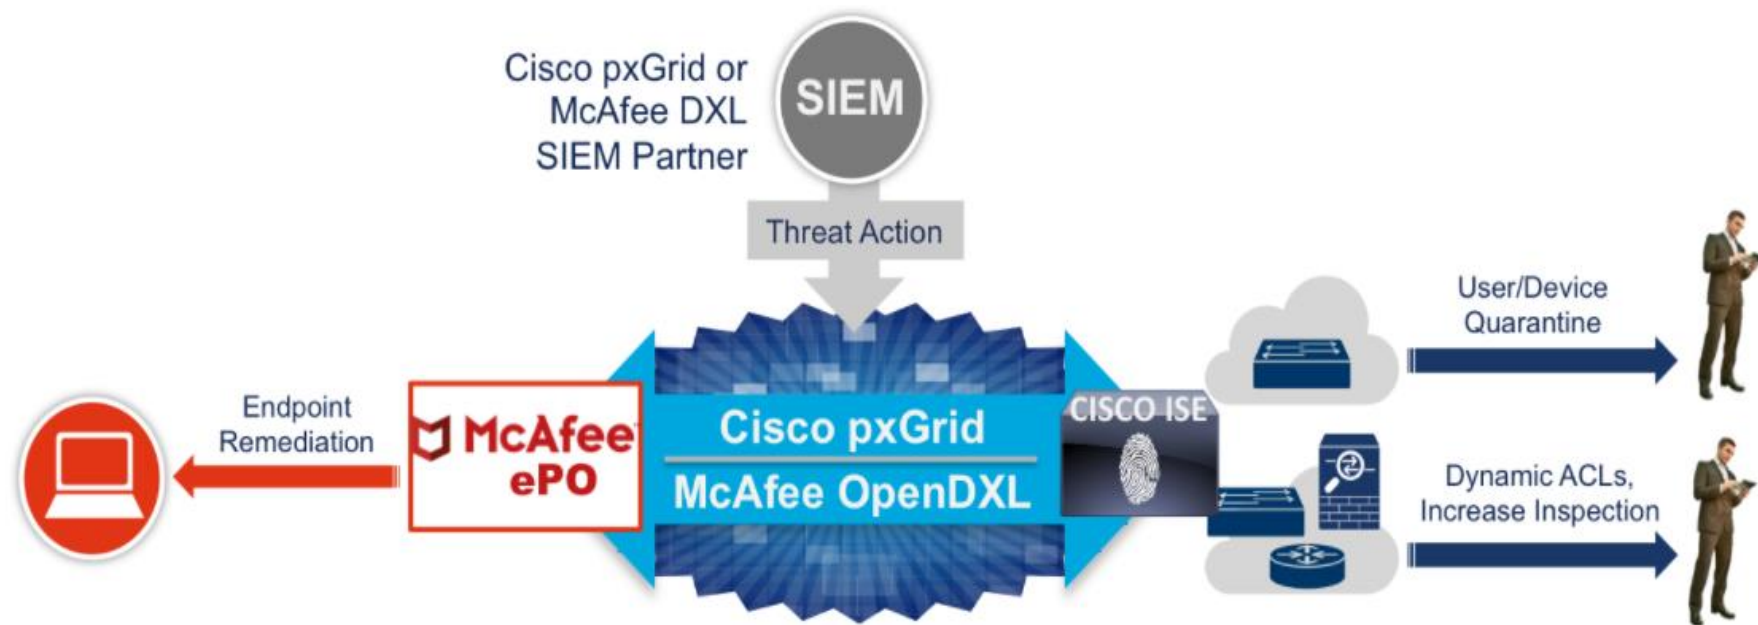 Cisco pxGrid or
McAfee DXL
SIEM Partner
SIEM
Threat Action
Endpoint
Remediation
McAfee
ePO
Cisco pxGrid
McAfee OpenDXL
CISCO ISE
User/Device
Quarantine
Dynamic ACLs,
Increase Inspection